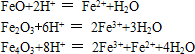 FeO+2H⁺ = Fe²⁺+H₂O
Fe₂O₃+6H⁺ = 2Fe³⁺+3H₂O
Fe₃O₄+8H⁺ = 2Fe³⁺+Fe²⁺+4H₂O